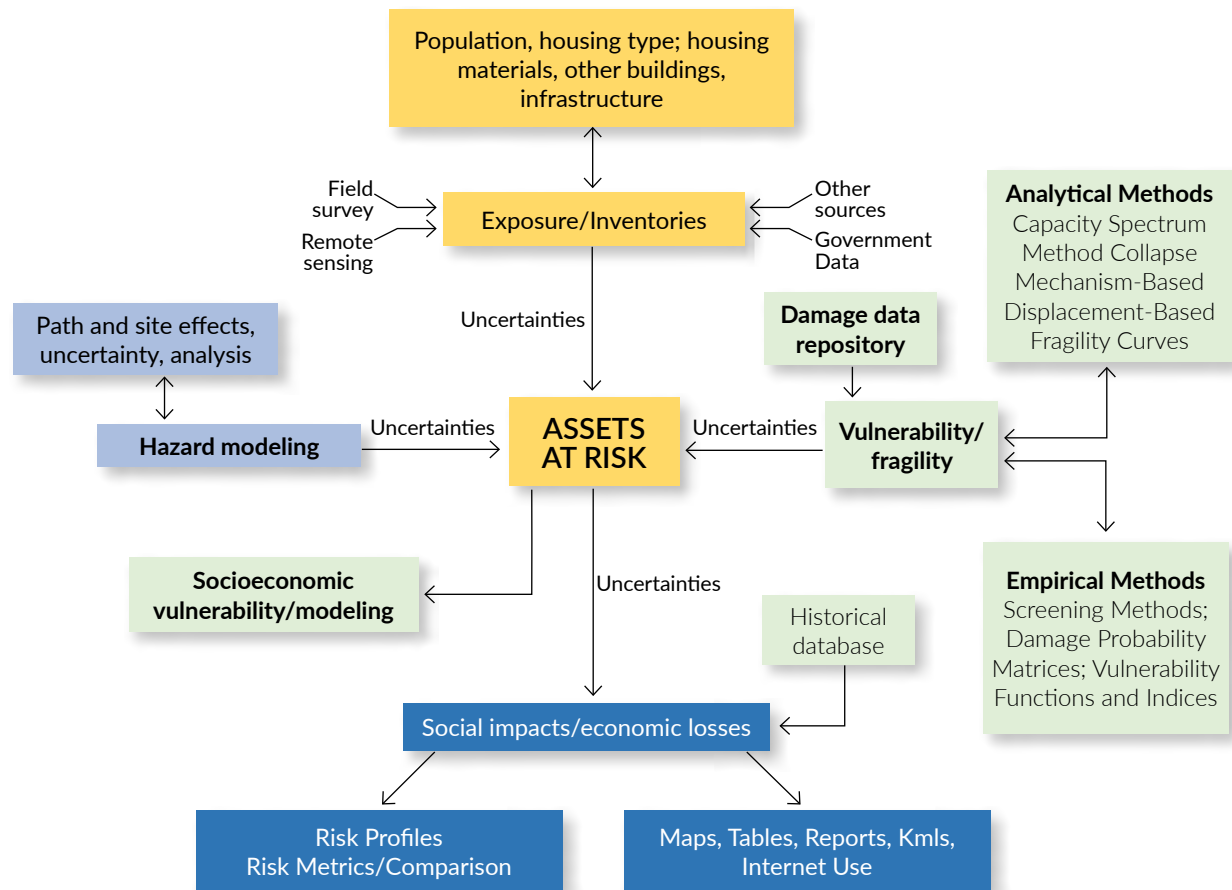 Population, housing type; housing
materials, other buildings,
infrastructure
Field
survey
Remote
sensing
Exposure/Inventories
Other
sources
Government
Data
Analytical Methods
Capacity Spectrum
Method Collapse
Mechanism-Based
Displacement-Based
Fragility Curves
Uncertainties
Damage data
repository
Path and site effects,
uncertainty, analysis
Hazard modeling
Uncertainties
ASSETS
AT RISK
Uncertainties
Vulnerability/
fragility
Socioeconomic
vulnerability/modeling
Uncertainties
Historical
database
Empirical Methods
Screening Methods;
Damage Probability
Matrices; Vulnerability
Functions and Indices
Social impacts/economic losses
Risk Profiles
Risk Metrics/Comparison
Maps, Tables, Reports, Kmls,
Internet Use